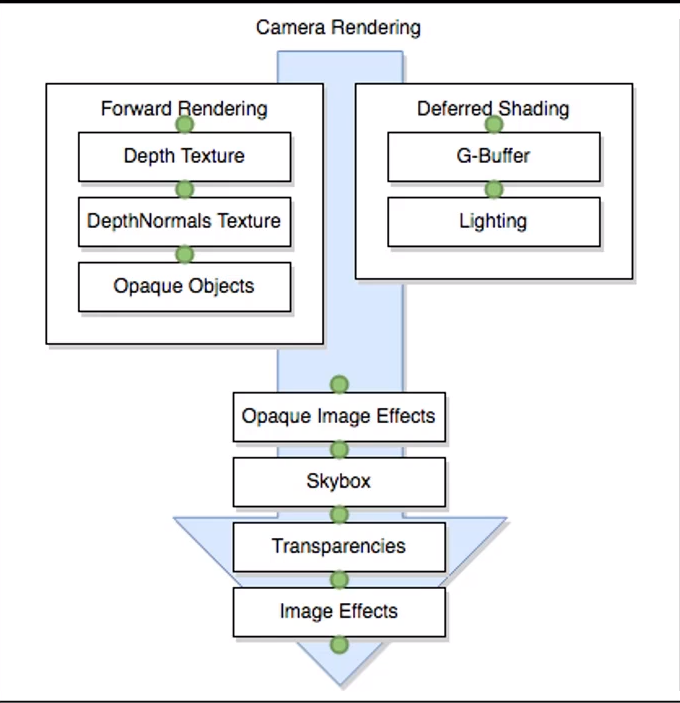 Camera Rendering
Forward Rendering
Depth Texture
DepthNormals Texture
Opaque Objects
Deferred Shading
G-Buffer
Lighting
Opaque Image Effects
Skybox
Transparencies
Image Effects